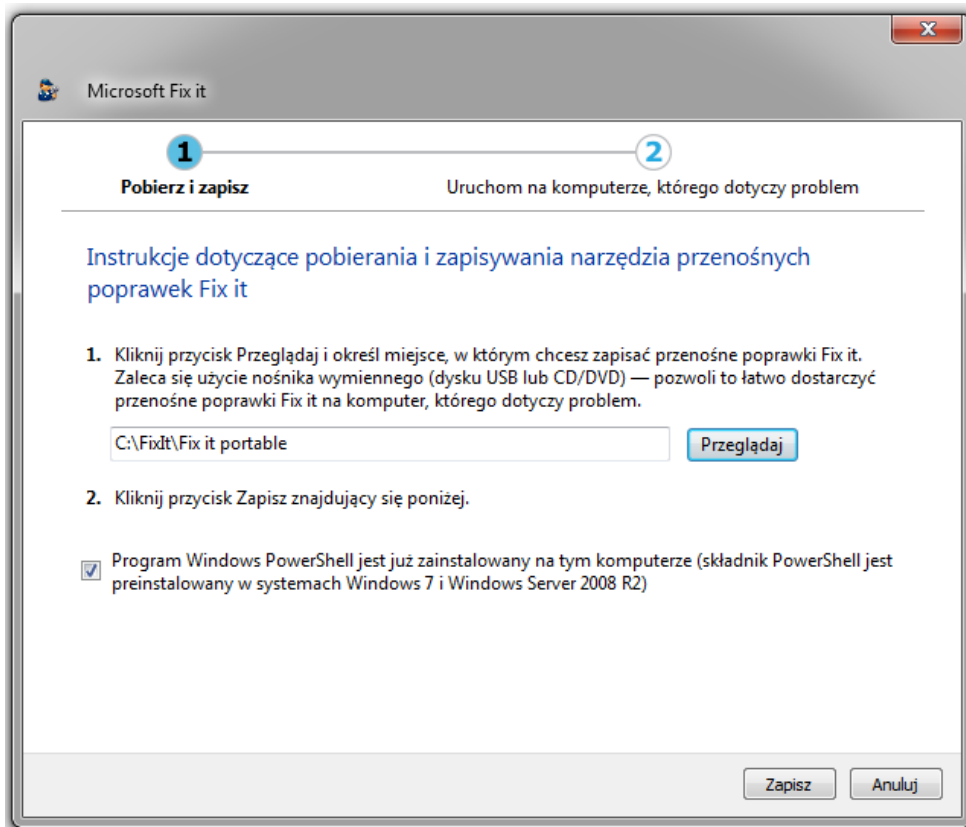 Microsoft Fix it
1 2
Pobierz i zapisz Uruchom na komputerze, którego dotyczy problem
Instrukcje dotyczące pobierania i zapisywania narzędzia przenośnych
poprawek Fix it
1. Kliknij przycisk Przeglądaj i określ miejsce, w którym chcesz zapisać przenośne poprawki Fix it.
Zaleca się użycie nośnika wymiennego (dysku USB lub CD/DVD) — pozwoli to łatwo dostarczyć
przenośne poprawki Fix it na komputer, którego dotyczy problem.
C:\FixIt\Fix it portable Przeglądaj
2. Kliknij przycisk Zapisz znajdujący się poniżej.
Program Windows PowerShell jest już zainstalowany na tym komputerze (składnik PowerShell jest
preinstalowany w systemach Windows 7 i Windows Server 2008 R2)
Zapisz Anuluj